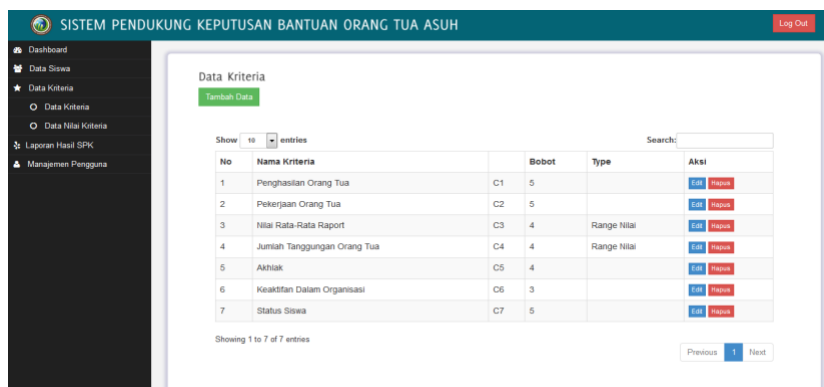 SISTEM PENDUKUNG KEPUTUSAN BANTUAN ORANG TUA ASUH
Log Out
Dashboard
Data Siswa
Data Kriteria
Data Kriteria
Data Nilai Kriteria
Laporan Hasil SPK
Manajemen Pengguna
Data Kriteria
Tambah Data
Show 10 entries
Search:
No Nama Kriteria Bobot Type Aksi
1 Penghasilan Orang Tua C1 5 Edit Hapus
2 Pekerjaan Orang Tua C2 5 Edit Hapus
3 Nilai Rata-Rata Raport C3 4 Range Nilai Edit Hapus
4 Jumlah Tanggungan Orang Tua C4 4 Range Nilai Edit Hapus
5 Akhlak C5 4 Edit Hapus
6 Keaktifan Dalam Organisasi C6 3 Edit Hapus
7 Status Siswa C7 5 Edit Hapus
Showing 1 to 7 of 7 entries
Previous 1 Next